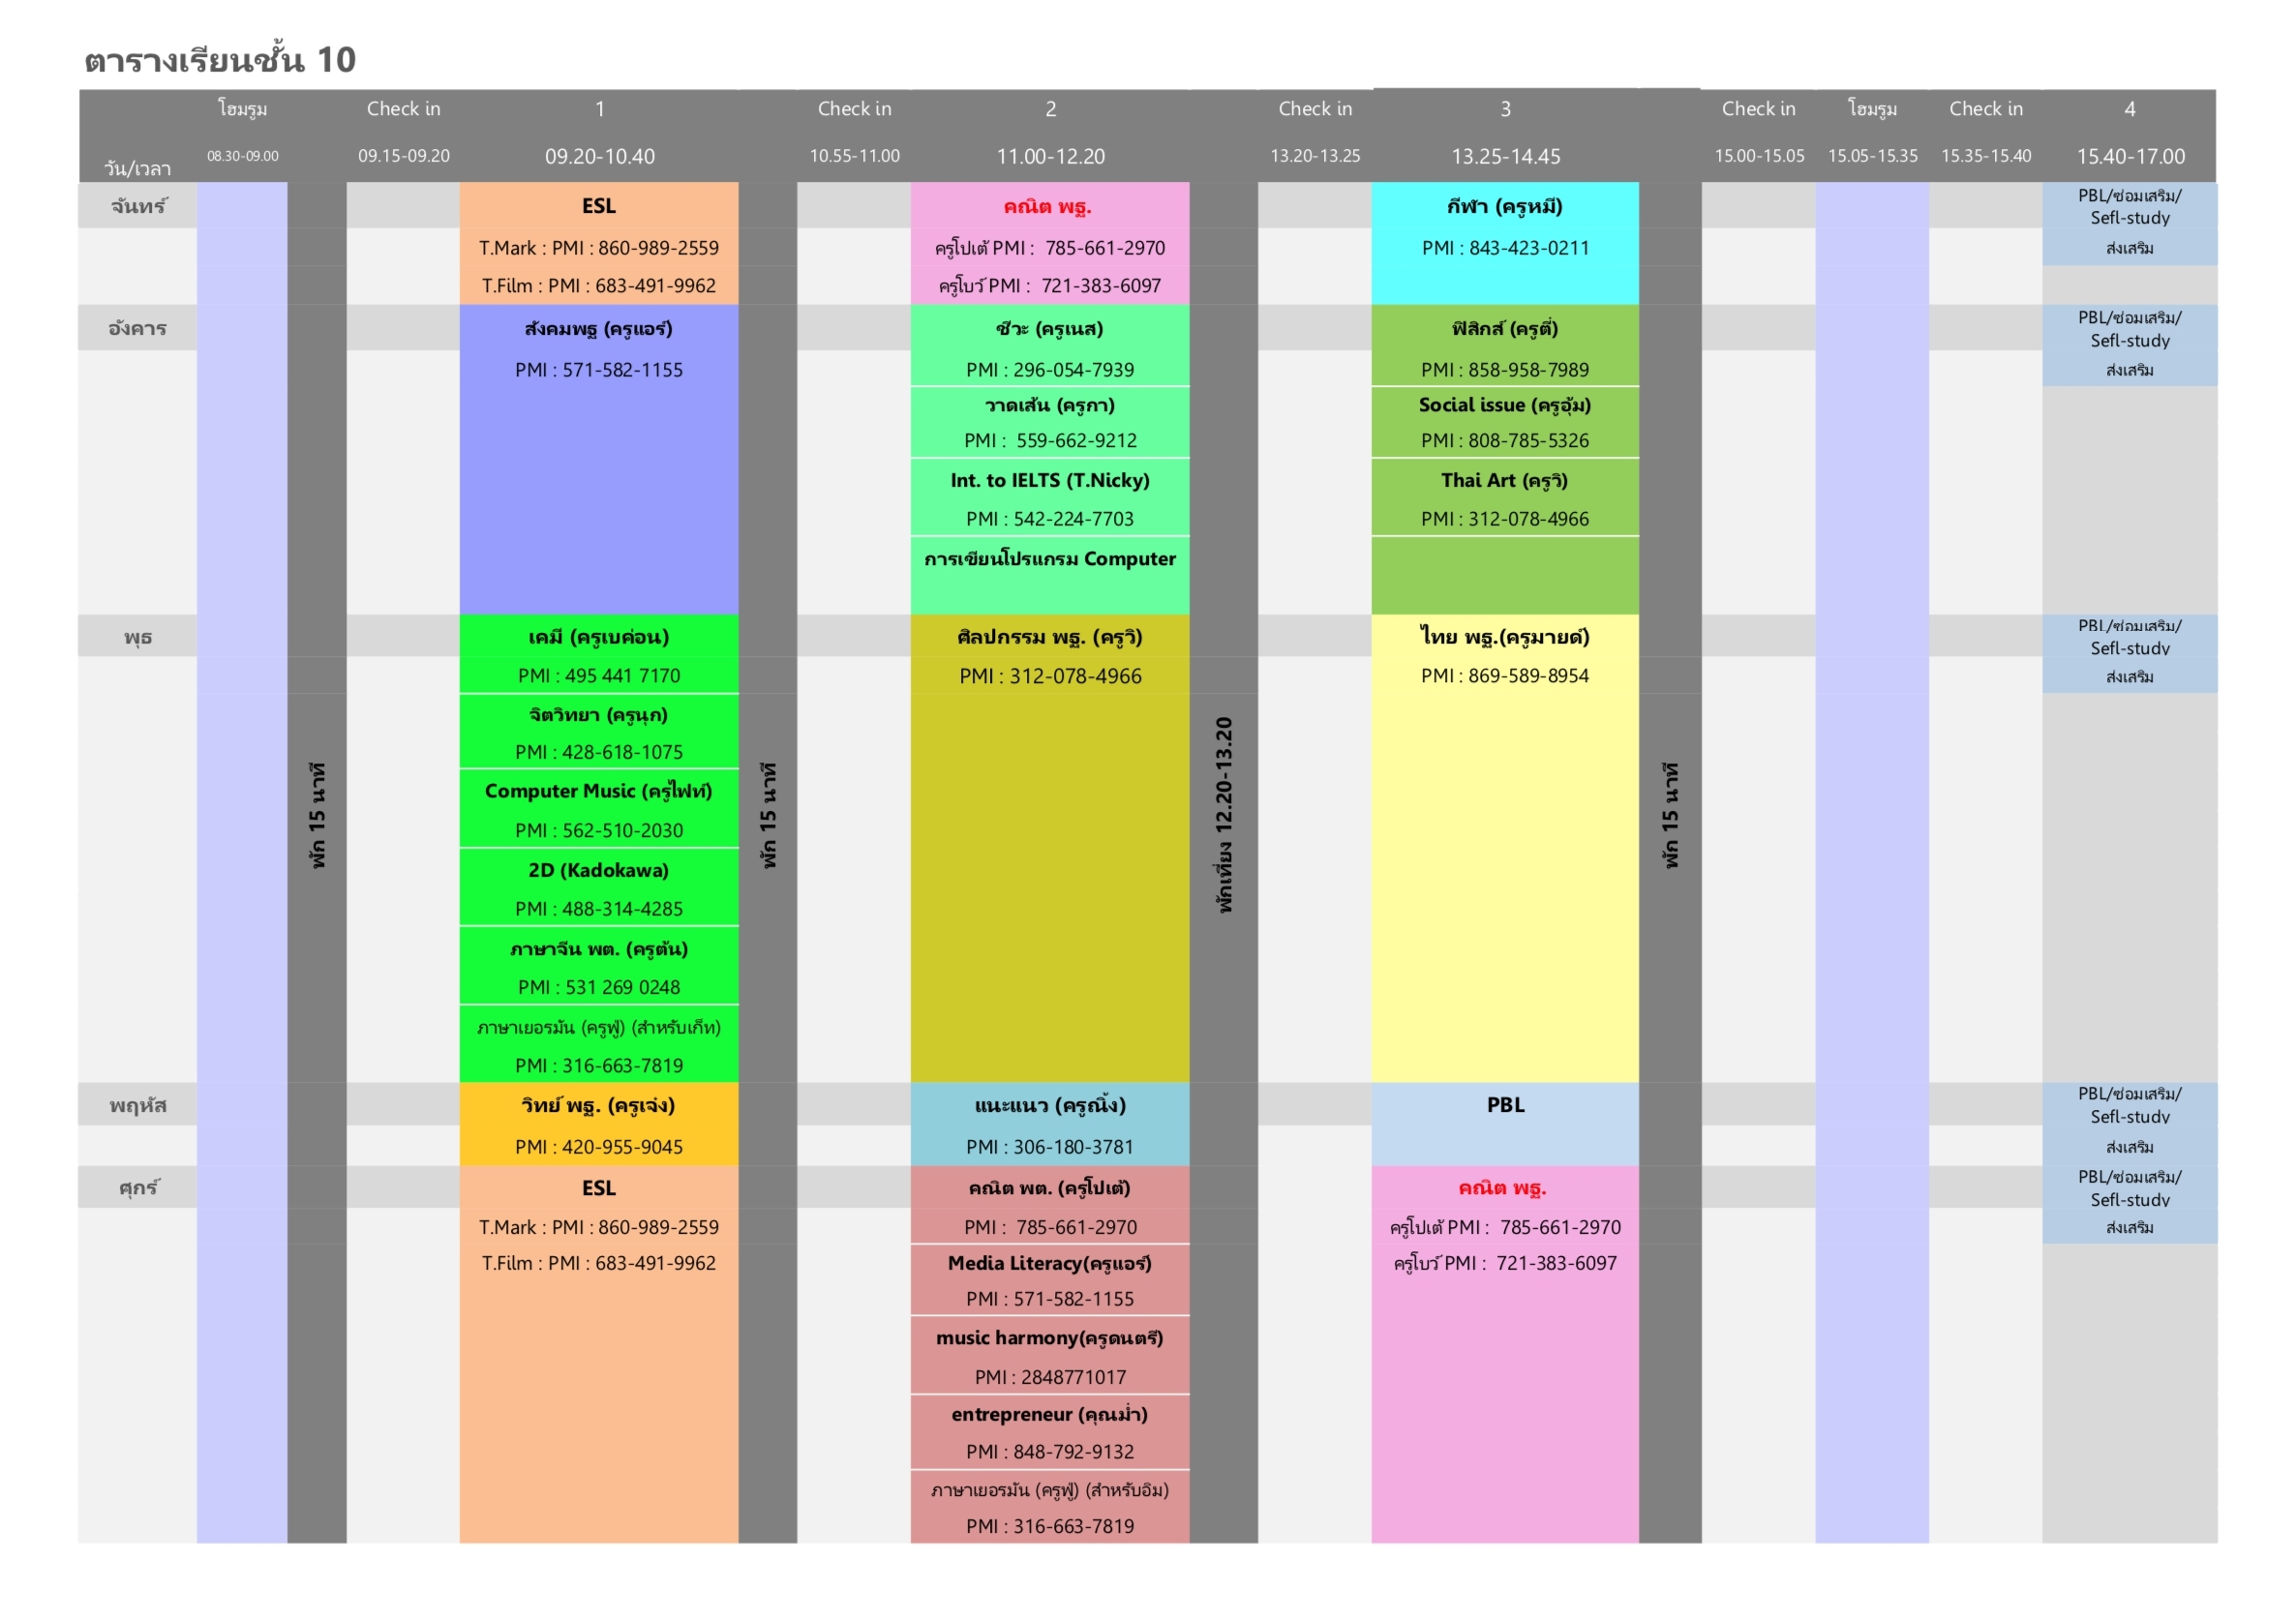 ตารางเรียนชั้น 10
โฮมรูม Check in 1 Check in 2 Check in 3 Check in โฮมรูม Check in 4
วัน/เวลา 08.30-09.00 09.15-09.20 09.20-10.40 10.55-11.00 11.00-12.20 13.20-13.25 13.25-14.45 15.00-15.05 15.05-15.35 15.35-15.40 15.40-17.00
จันทร์ ESL คณิต พฐ. กีฬา (ครูหมี) PBL/ซ่อมเสริม/
Sefl-study
T.Mark : PMI : 860-989-2559 ครูโปเต้ PMI : 785-661-2970 PMI : 843-423-0211 ส่งเสริม
T.Film : PMI : 683-491-9962 ครูโบว์ PMI : 721-383-6097
อังคาร สังคมพฐ (ครูแอร์) ชีวะ (ครูเนส) ฟิสิกส์ (ครูตี่) PBL/ซ่อมเสริม/
Sefl-study
PMI : 571-582-1155 PMI : 296-054-7939 PMI : 858-958-7989 ส่งเสริม
วาดเส้น (ครูกา) Social issue (ครูอุ้ม)
PMI : 559-662-9212 PMI : 808-785-5326
Int. to IELTS (T.Nicky) Thai Art (ครูวิ)
PMI : 542-224-7703 PMI : 312-078-4966
การเขียนโปรแกรม Computer
พุธ เคมี (ครูเบค่อน) ศิลปกรรม พฐ. (ครูวิ) ไทย พฐ.(ครูมายด์) PBL/ซ่อมเสริม/
Sefl-study
PMI : 495 441 7170 PMI : 312-078-4966 PMI : 869-589-8954 ส่งเสริม
จิตวิทยา (ครูนุก)
PMI : 428-618-1075
Computer Music (ครูไฟท์)
PMI : 562-510-2030
พัก 15 นาที พัก 15 นาที พักเที่ยง 12.20-13.20 พัก 15 นาที
2D (Kadokawa)
PMI : 488-314-4285
ภาษาจีน พต. (ครูต้น)
PMI : 531 269 0248
ภาษาเยอรมัน (ครูฟู่) (สำหรับเก็ท)
PMI : 316-663-7819
พฤหัส วิทย์ พฐ. (ครูเจ๋ง) แนะแนว (ครูณิ้ง) PBL PBL/ซ่อมเสริม/
Sefl-study
PMI : 420-955-9045 PMI : 306-180-3781 ส่งเสริม
ศุกร์ ESL คณิต พต. (ครูโปเต้) คณิต พฐ. PBL/ซ่อมเสริม/
Sefl-study
T.Mark : PMI : 860-989-2559 PMI : 785-661-2970 ครูโปเต้ PMI : 785-661-2970 ส่งเสริม
T.Film : PMI : 683-491-9962 Media Literacy(ครูแอร์) ครูโบว์ PMI : 721-383-6097
PMI : 571-582-1155
music harmony(ครูดนตรี)
PMI : 2848771017
entrepreneur (คุณม่ำ)
PMI : 848-792-9132
ภาษาเยอรมัน (ครูฟู่) (สำหรับอิม)
PMI : 316-663-7819